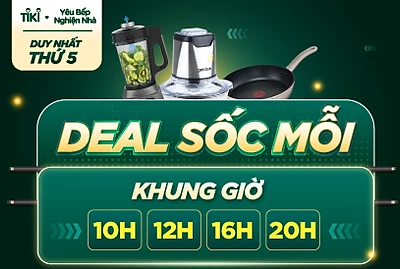 TIKI
Yêu Bếp
Nghiện Nhà
DUY NHẤT
THỨ 5
DEAL SỐC MỖI
KHUNG GIỜ
10H 12H 16H 20H